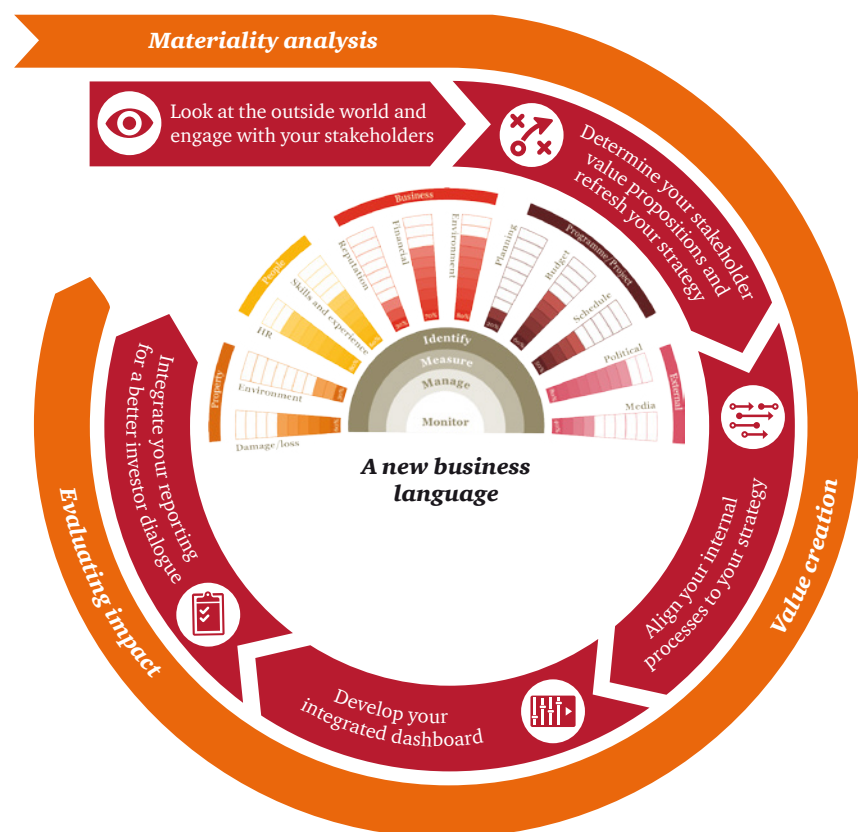 Materiality analysis
Look at the outside world and
engage with your stakeholders
Determine your stakeholder
value propositions and
refresh your strategy
Align your internal
processes to your strategy
Develop your
integrated dashboard
Integrate your reporting
for a better investor dialogue
Value creation
Evaluating impact
Property
Damage/loss
Environment
People
HR
Skills and experience
Business
Reputation
Financial
Environment
Programme/Project
Planning
Budget
Schedule
External
Political
Media
30%
70%
80%
Identify
Measure
Manage
Monitor
A new business
language